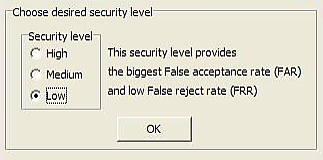 Choose desired security level
Security level
High
Medium
Low
This security level provides
the biggest False acceptance rate (FAR)
and low False reject rate (FRR)
OK